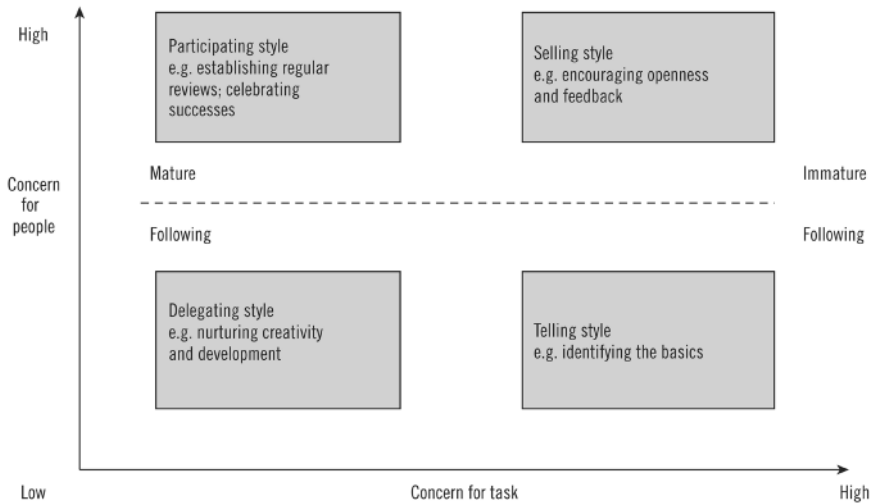 High
Participating style
e.g. establishing regular
reviews; celebrating
successes
Selling style
e.g. encouraging openness
and feedback
Concern
for
people
Mature
Immature
Following
Following
Delegating style
e.g. nurturing creativity
and development
Telling style
e.g. identifying the basics
Low
Concern for task
High